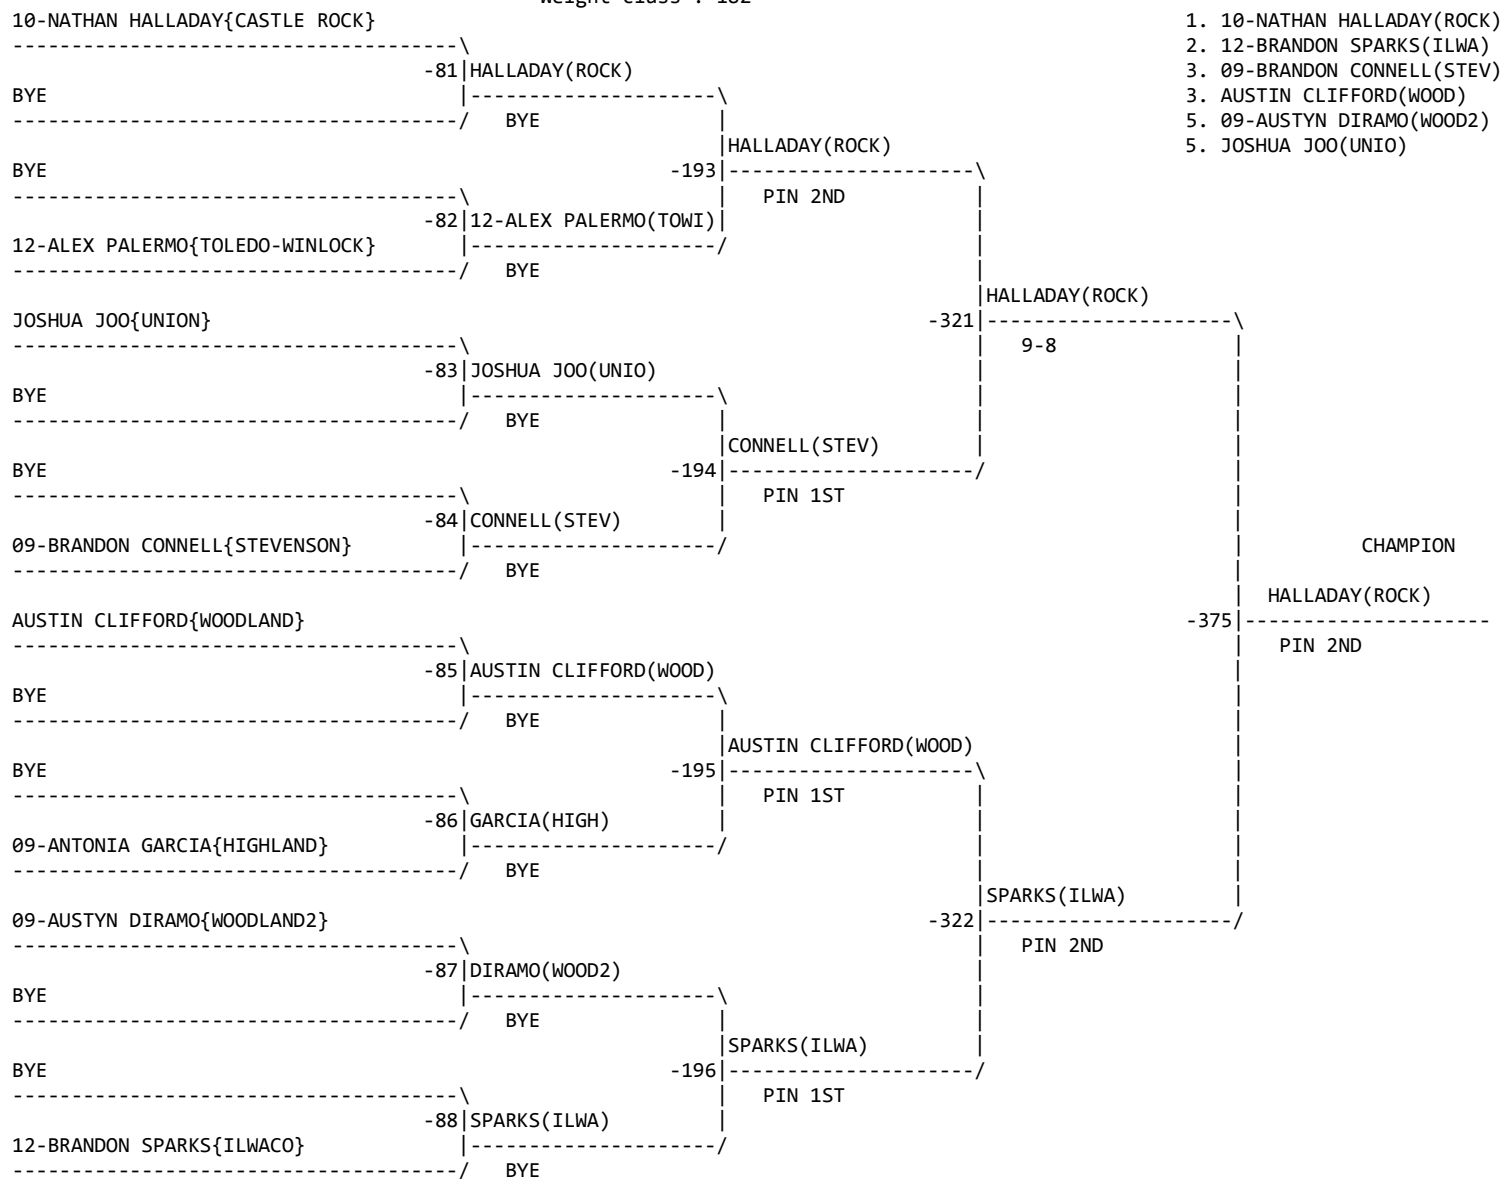 Weight Class : 182
10-NATHAN HALLADAY{CASTLE ROCK} 1. 10-NATHAN HALLADAY(ROCK)
2. 12-BRANDON SPARKS(ILWA)
-81 HALLADAY(ROCK) 3. 09-BRANDON CONNELL(STEV)
BYE 3. AUSTIN CLIFFORD(WOOD)
BYE 5. 09-AUSTYN DIRAMO(WOOD2)
HALLADAY(ROCK) 5. JOSHUA JOO(UNIO)
BYE -193
PIN 2ND
-82 12-ALEX PALERMO(TOWI)
12-ALEX PALERMO{TOLEDO-WINLOCK}
BYE
HALLADAY(ROCK)
JOSHUA JOO{UNION} -321
9-8
-83 JOSHUA JOO(UNIO)
BYE
BYE
CONNELL(STEV)
BYE -194
PIN 1ST
-84 CONNELL(STEV)
09-BRANDON CONNELL{STEVENSON} CHAMPION
BYE
HALLADAY(ROCK)
AUSTIN CLIFFORD{WOODLAND} -375
PIN 2ND
-85 AUSTIN CLIFFORD(WOOD)
BYE
BYE
AUSTIN CLIFFORD(WOOD)
BYE -195
PIN 1ST
-86 GARCIA(HIGH)
09-ANTONIA GARCIA{HIGHLAND}
BYE
SPARKS(ILWA)
09-AUSTYN DIRAMO{WOODLAND2} -322
PIN 2ND
-87 DIRAMO(WOOD2)
BYE
BYE
SPARKS(ILWA)
BYE -196
PIN 1ST
-88 SPARKS(ILWA)
12-BRANDON SPARKS{ILWACO}
BYE